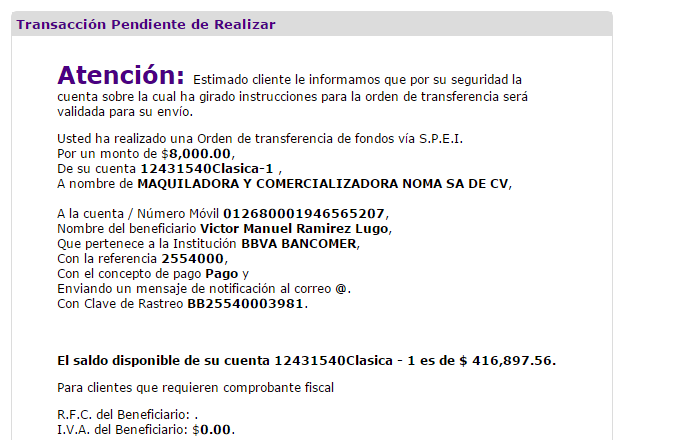 Transacción Pendiente de Realizar
Atención: Estimado cliente le informamos que por su seguridad la
cuenta sobre la cual ha girado instrucciones para la orden de transferencia será
validada para su envío.
Usted ha realizado una Orden de transferencia de fondos vía S.P.E.I.
Por un monto de $8,000.00,
De su cuenta 12431540Clasica-1 ,
A nombre de MAQUILADORA Y COMERCIALIZADORA NOMA SA DE CV,
A la cuenta / Número Móvil 012680001946565207,
Nombre del beneficiario Victor Manuel Ramirez Lugo,
Que pertenece a la Institución BBVA BANCOMER,
Con la referencia 2554000,
Con el concepto de pago Pago y
Enviando un mensaje de notificación al correo @.
Con Clave de Rastreo BB25540003981.
El saldo disponible de su cuenta 12431540Clasica - 1 es de $ 416,897.56.
Para clientes que requieren comprobante fiscal
R.F.C. del Beneficiario: .
I.V.A. del Beneficiario: $0.00.